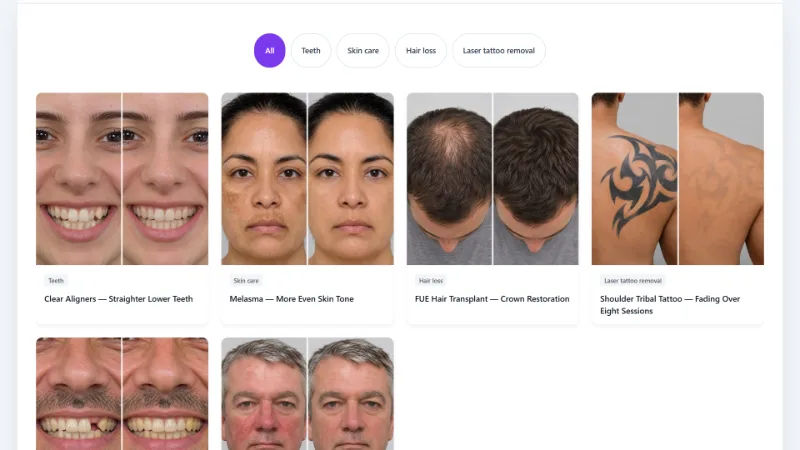 All
Teeth
Skin care
Hair loss
Laser tattoo removal
Teeth
Clear Aligners — Straighter Lower Teeth
Skin care
Melasma — More Even Skin Tone
Hair loss
FUE Hair Transplant — Crown Restoration
Laser tattoo removal
Shoulder Tribal Tattoo — Fading Over
Eight Sessions